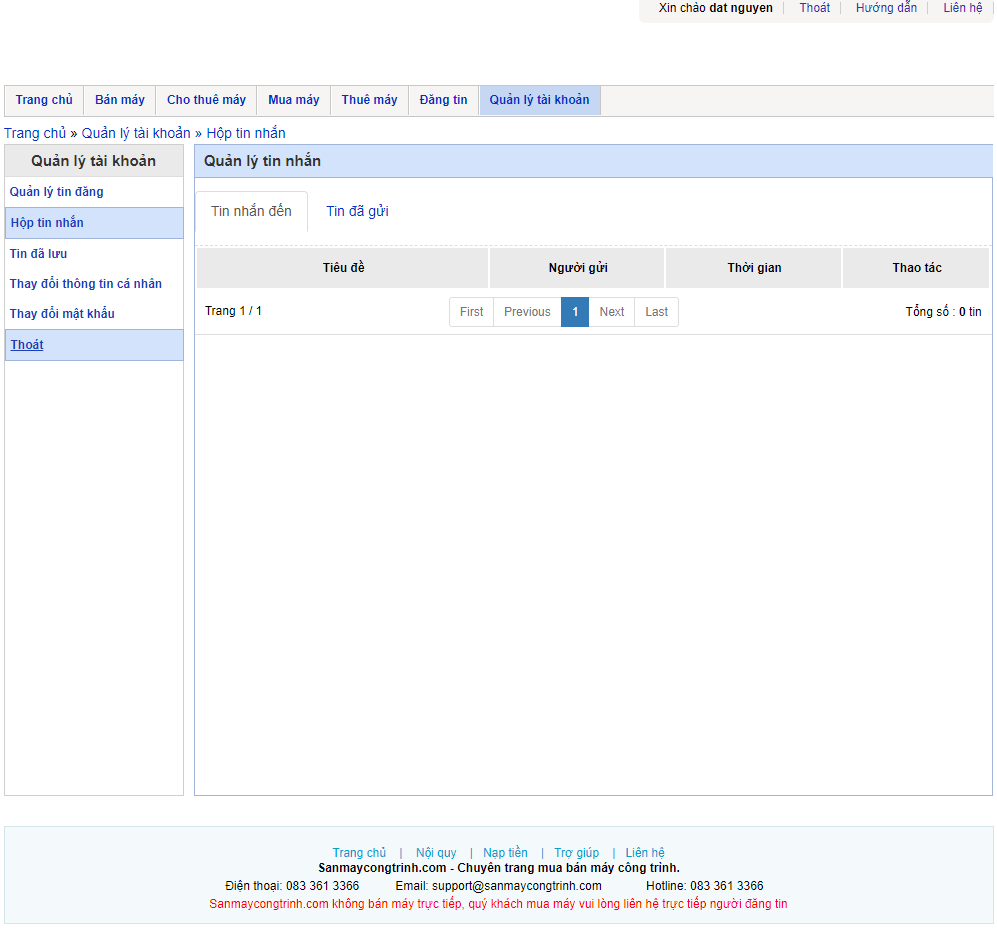 Xin chảo dat nguyen | Thoát | Hướng dẫn | Liên hệ
Trang chủ Bán máy Cho thuê máy Mua máy Thuê máy Đăng tin Quản lý tài khoản
Trang chủ » Quản lý tài khoản » Hộp tin nhắn
Quản lý tài khoản
Quản lý tin đăng
Hộp tin nhắn
Tin đã lưu
Thay đổi thông tin cá nhân
Thay đổi mật khẩu
Thoát
Quản lý tin nhắn
Tin nhắn đến Tin đã gửi
Tiêu đề Người gửi Thời gian Thao tác
Trang 1 / 1 First Previous 1 Next Last Tổng số : 0 tin
Trang chủ | Nội quy | Nạp tiền | Trợ giúp | Liên hệ
Sanmaycongtrinh.com - Chuyên trang mua bán máy công trình.
Điện thoại: 083 361 3366 Email: support@sanmaycongtrinh.com Hotline: 083 361 3366
Sanmaycongtrinh.com không bán máy trực tiếp, quý khách mua máy vui lòng liên hệ trực tiếp người đăng tin